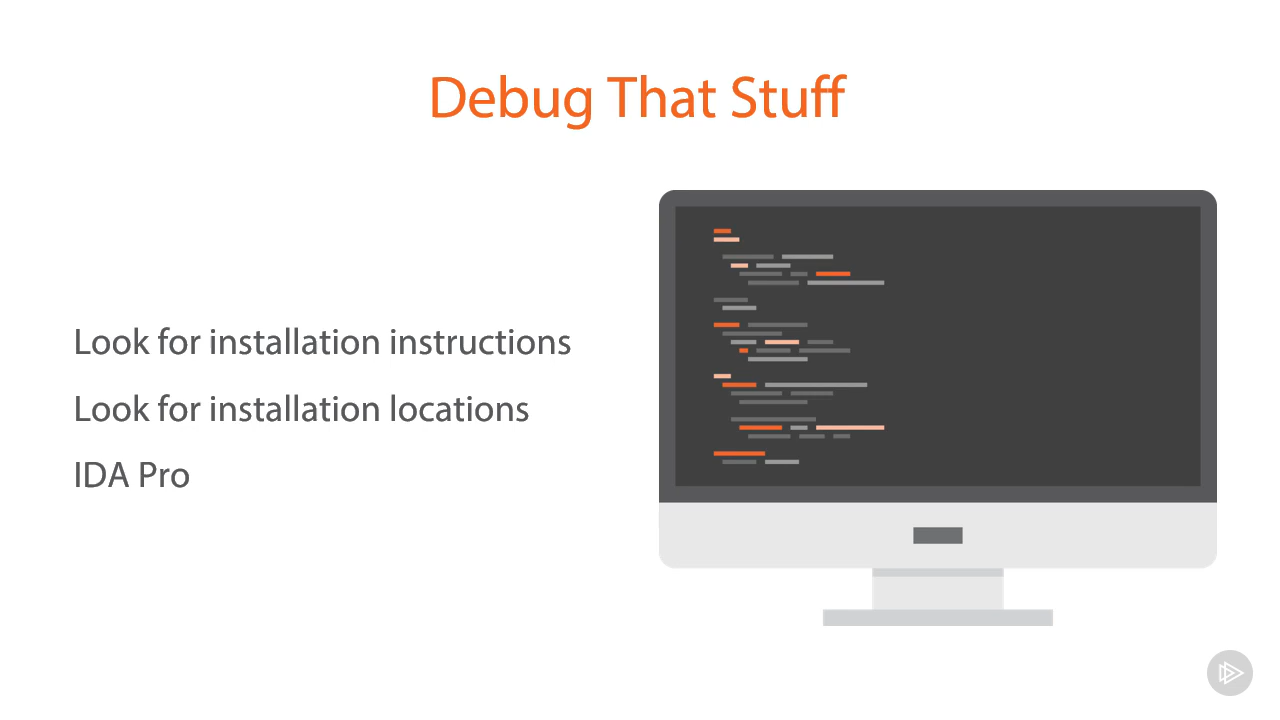 Debug That Stuff
Look for installation instructions
Look for installation locations
IDA Pro